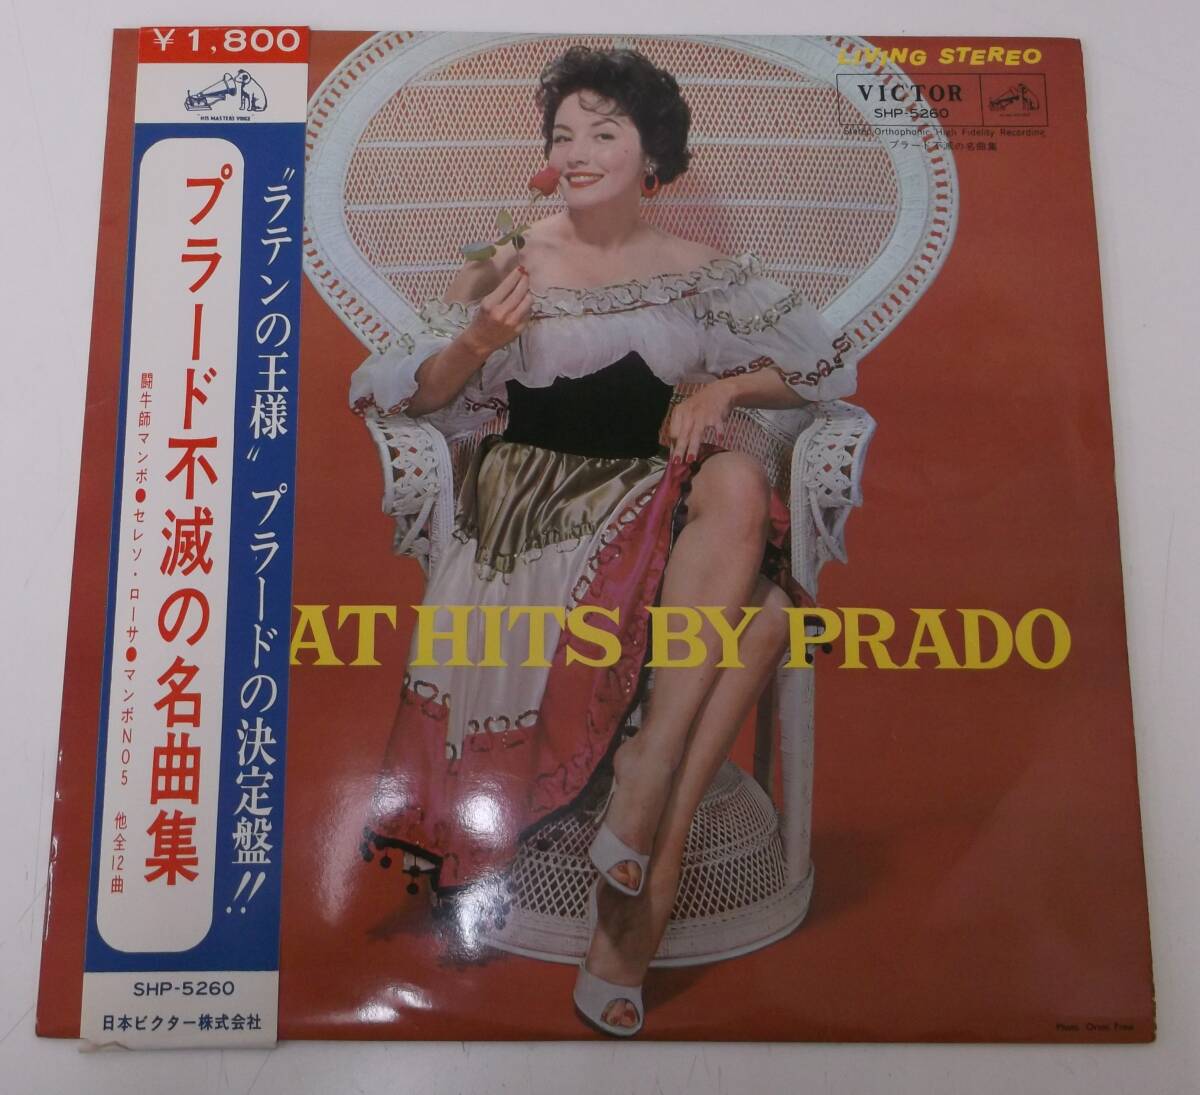 ¥1,800
"HIS MASTER'S VOICE"
"ラテンの王様" プラードの決定盤!!
プラード不滅の名曲集
闘牛師マンボ●セレソ・ローサ●マンボNO5 他全12曲
SHP-5260
日本ビクター株式会社
LIVING STEREO
VICTOR
SHP-5260
Stereo Orthophonic High Fidelity Recording
プラード不滅の名曲集
AT HITS BY PRADO
Photo